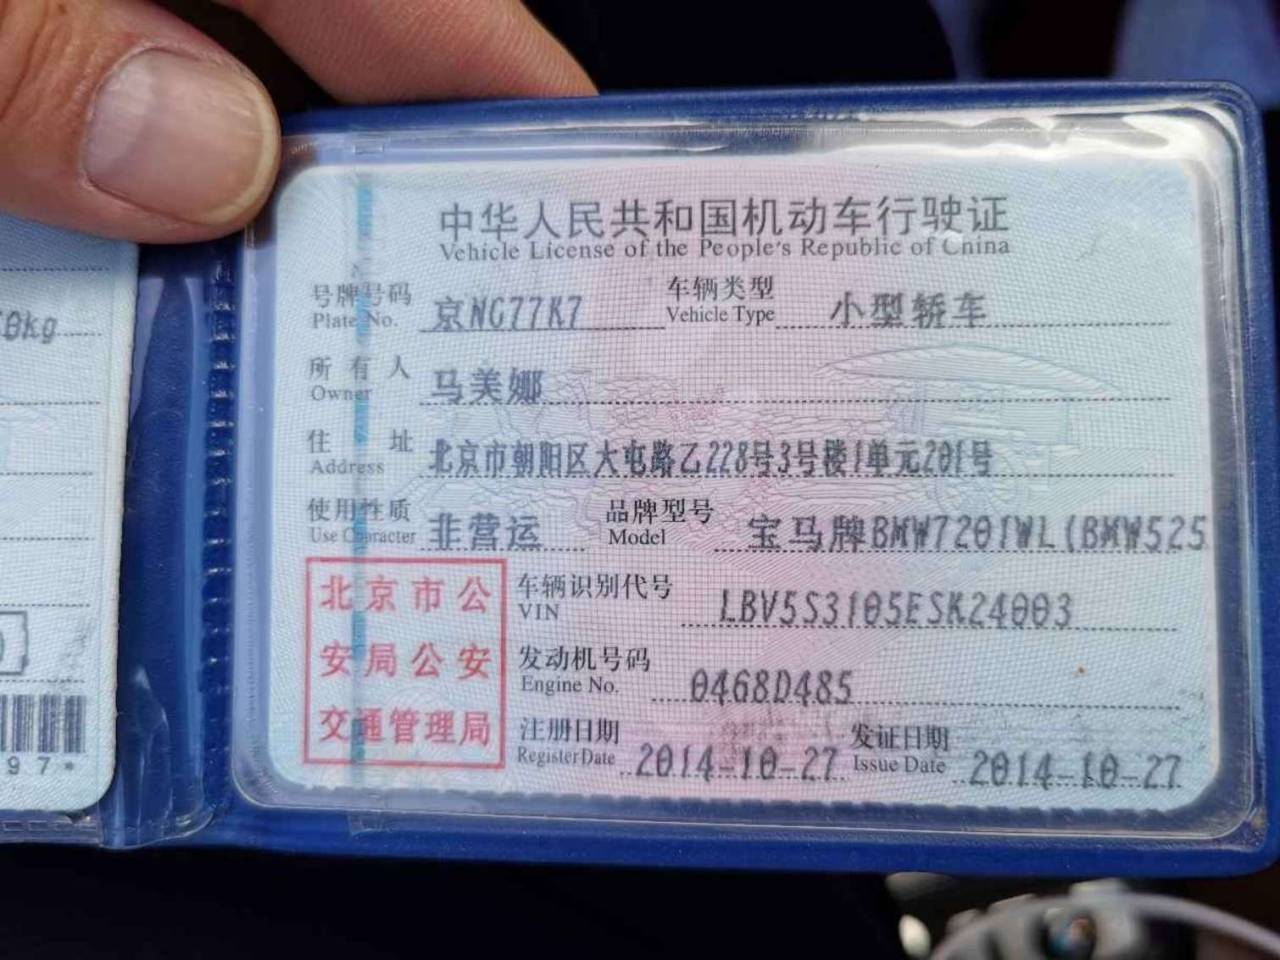 中华人民共和国机动车行驶证
Vehicle License of the People's Republic of China
号牌号码 京NG77K7 车辆类型 小型轿车
Plate No. Vehicle Type
所有人 马美娜
Owner
住址 北京市朝阳区大屯路乙228号3号楼1单元201号
Address
使用性质 非营运 品牌型号 宝马牌BMW7201WL(BMW525
Use Character Model
北京市公
安局公安
交通管理局
车辆识别代号 LBV5S3105ESK24003
VIN
发动机号码 0468D485
Engine No.
注册日期 2014-10-27 发证日期 2014-10-27
Register Date Issue Date
0kg
97*